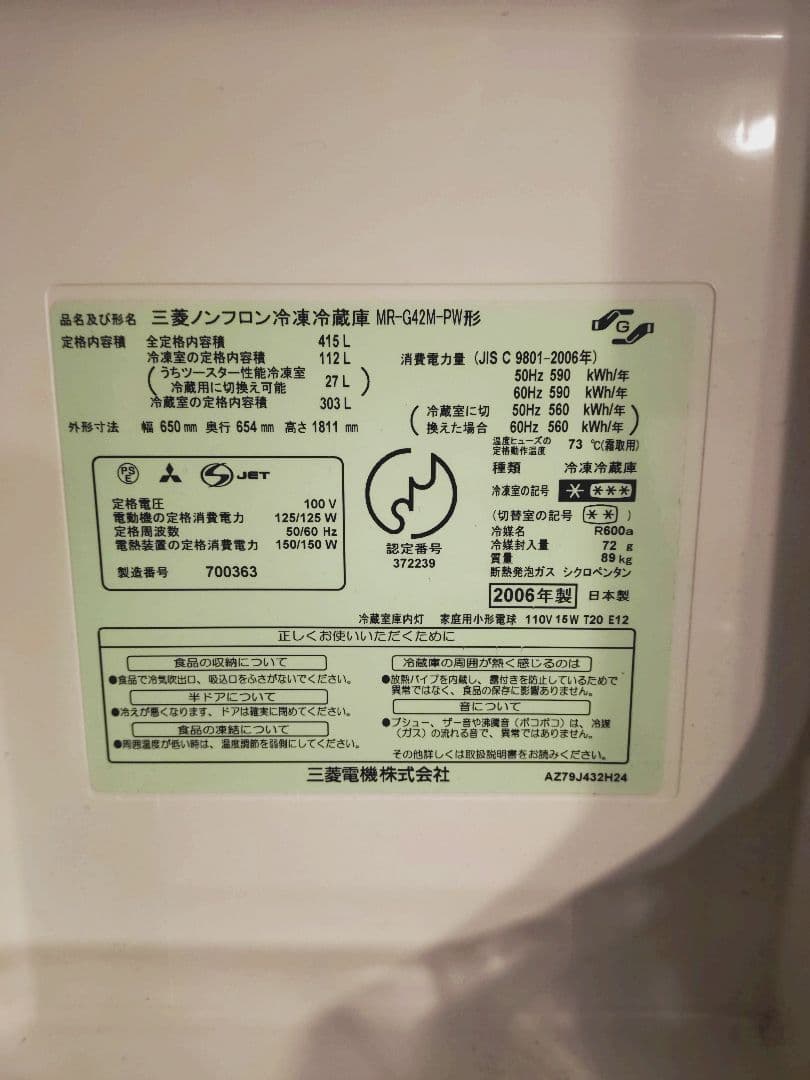 品名及び形名 三菱ノンフロン冷凍冷蔵庫 MR-G42M-PW形
G
定格内容積 全定格内容積 415 L
冷凍室の定格内容積 112 L
(うちツースター性能冷凍室 冷蔵用に切換え可能 27 L)
冷蔵室の定格内容積 303 L
外形寸法 幅 650 mm 奥行 654 mm 高さ 1811 mm
消費電力量 (JIS C 9801-2006年)
50Hz 590 kWh/年
60Hz 590 kWh/年
(冷蔵室に切 50Hz 560 kWh/年
換えた場合 60Hz 560 kWh/年)
温度ヒューズの
定格動作温度 73 ℃(霜取用)
種類 冷凍冷蔵庫
冷凍室の記号 * ***
(切替室の記号 ** )
冷媒名 R600a
冷媒封入量 72 g
質量 89 kg
断熱発泡ガス シクロペンタン
2006年製 日本製
PSE JET
定格電圧 100 V
電動機の定格消費電力 125/125 W
定格周波数 50/60 Hz
電熱装置の定格消費電力 150/150 W
製造番号 700363
認定番号
372239
冷蔵室庫内灯 家庭用小形電球 110V 15W T20 E12
正しくお使いいただくために
食品の収納について
●食品で冷気吹出口、吸込口をふさがないでください。
半ドアについて
●冷えが悪くなります、ドアは確実に閉めてください。
食品の凍結について
●周囲温度が低い時は、温度調節を弱側にしてください。
冷蔵庫の周囲が熱く感じるのは
●放熱パイプを内蔵し、露付きを防止しているためで
異常ではなく、食品の保存に影響ありません。
音について
●プシュー、ザー音や沸騰音(ボコボコ)は、冷媒
(ガス)の流れる音で、異常ではありません。
その他詳しくは取扱説明書をお読みください。
三菱電機株式会社 AZ79J432H24